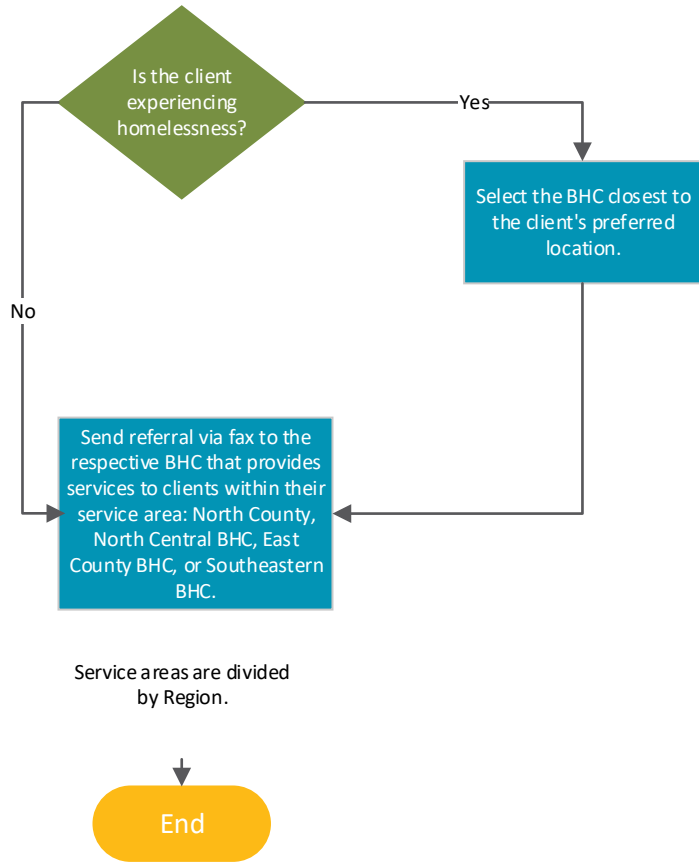 Is the client
experiencing
homelessness?
Yes
Select the BHC closest to
the client's preferred
location.
No
Send referral via fax to the
respective BHC that provides
services to clients within their
service area: North County,
North Central BHC, East
County BHC, or Southeastern
BHC.
Service areas are divided
by Region.
End